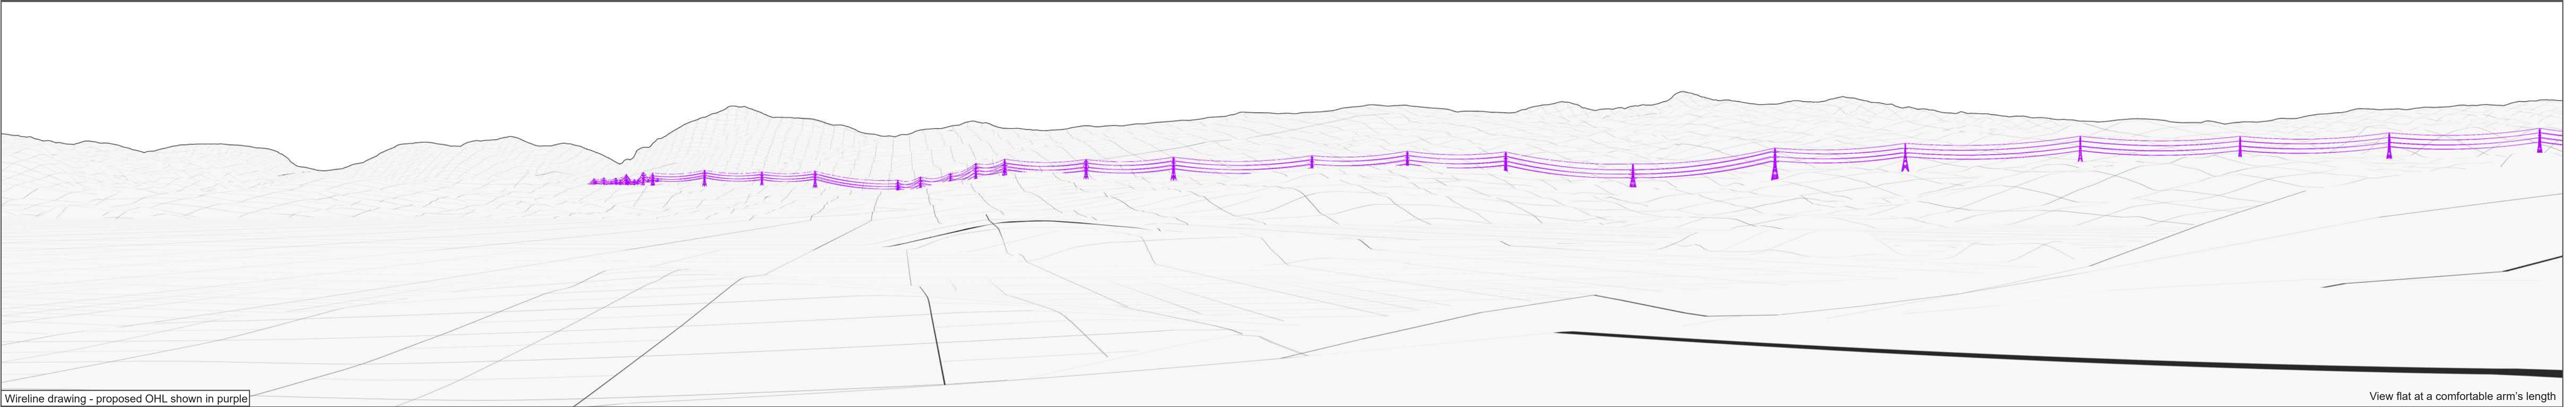 Wireline drawing - proposed OHL shown in purple
View flat at a comfortable arm's length